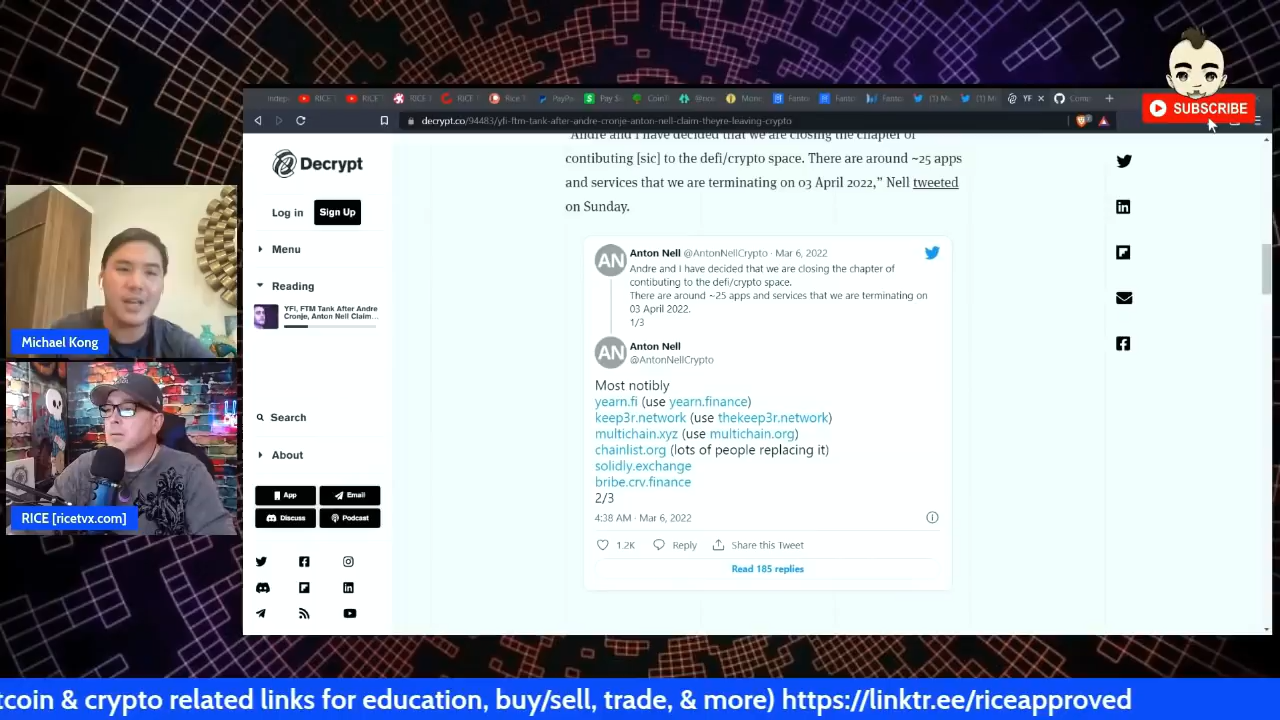 SUBSCRIBE
decrypt.co/94483/yfi-ftm-tank-after-andre-cronje-anton-nell-claim-theyre-leaving-crypto
Decrypt
Log in
Sign Up
Menu
Reading
YFI, FTM Tank After Andre
Cronje, Anton Nell Claim...
Search
About
App
Email
Discuss
Podcast
"Andre and I have decided that we are closing the chapter of
contibuting [sic] to the defi/crypto space. There are around ~25 apps
and services that we are terminating on 03 April 2022,” Nell tweeted
on Sunday.
AN
Anton Nell @AntonNellCrypto · Mar 6, 2022
Andre and I have decided that we are closing the chapter of
contibuting to the defi/crypto space.
There are around ~25 apps and services that we are terminating on
03 April 2022.
1/3
AN
Anton Nell
@AntonNellCrypto
Most notibly
yearn.fi (use yearn.finance)
keep3r.network (use thekeep3r.network)
multichain.xyz (use multichain.org)
chainlist.org (lots of people replacing it)
solidly.exchange
bribe.crv.finance
2/3
4:38 AM · Mar 6, 2022
1.2K
Reply
Share this Tweet
Read 185 replies
Michael Kong
RICE [ricetvx.com]
tcoin & crypto related links for education, buy/sell, trade, & more) https://linktr.ee/riceapproved